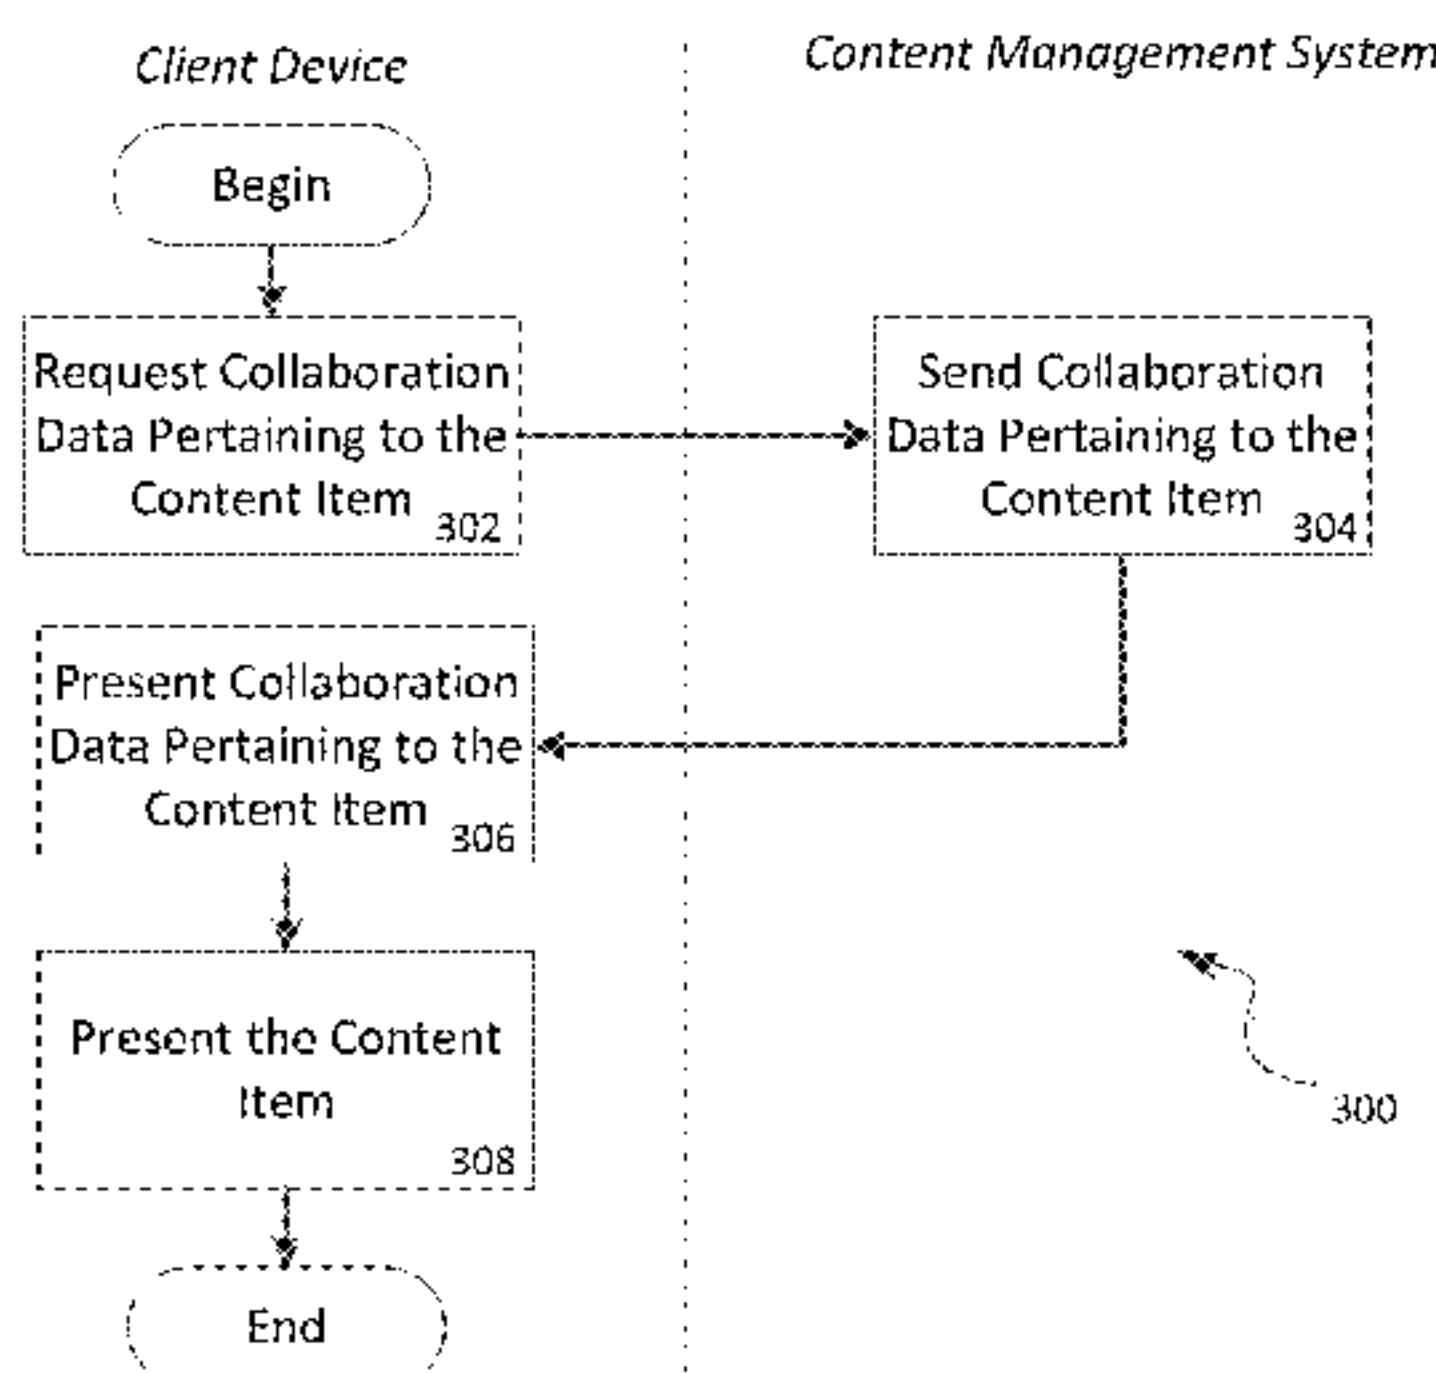 Client Device
Content Management System
Begin
Request Collaboration
Data Pertaining to the
Content Item
302
Send Collaboration
Data Pertaining to the
Content Item
304
Present Collaboration
Data Pertaining to the
Content Item
306
Present the Content
Item
308
300
End